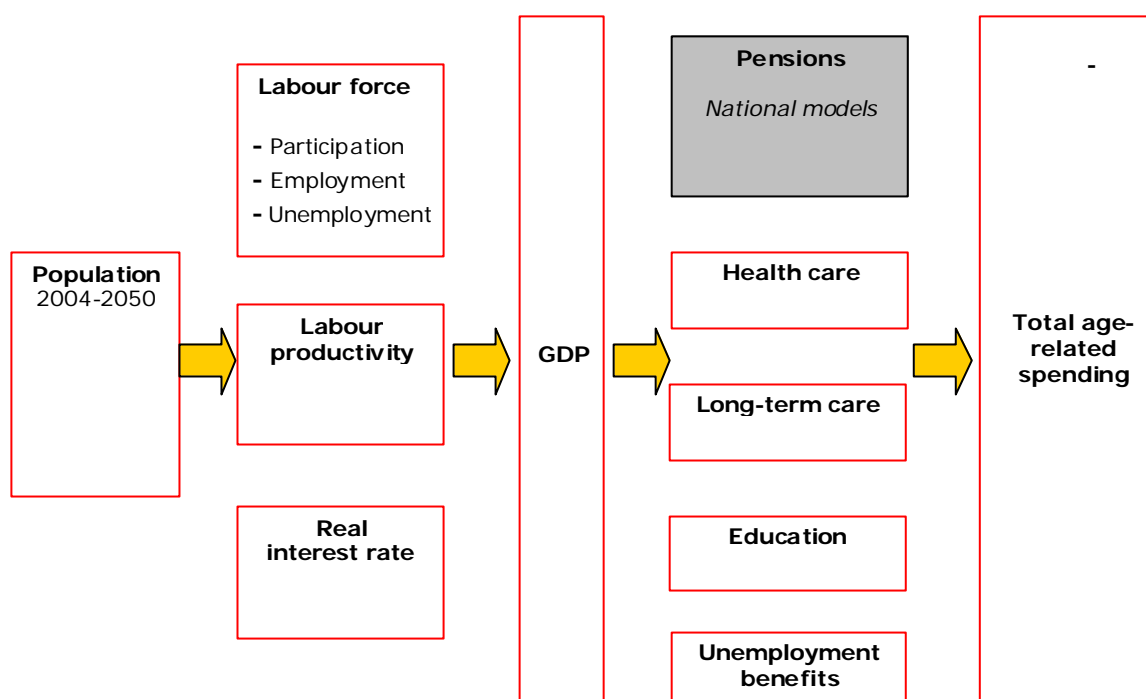 Population
2004-2050
Labour force
- Participation
- Employment
- Unemployment
Labour
productivity
Real
interest rate
GDP
Pensions
National models
Health care
Long-term care
Education
Unemployment
benefits
-
Total age-
related
spending